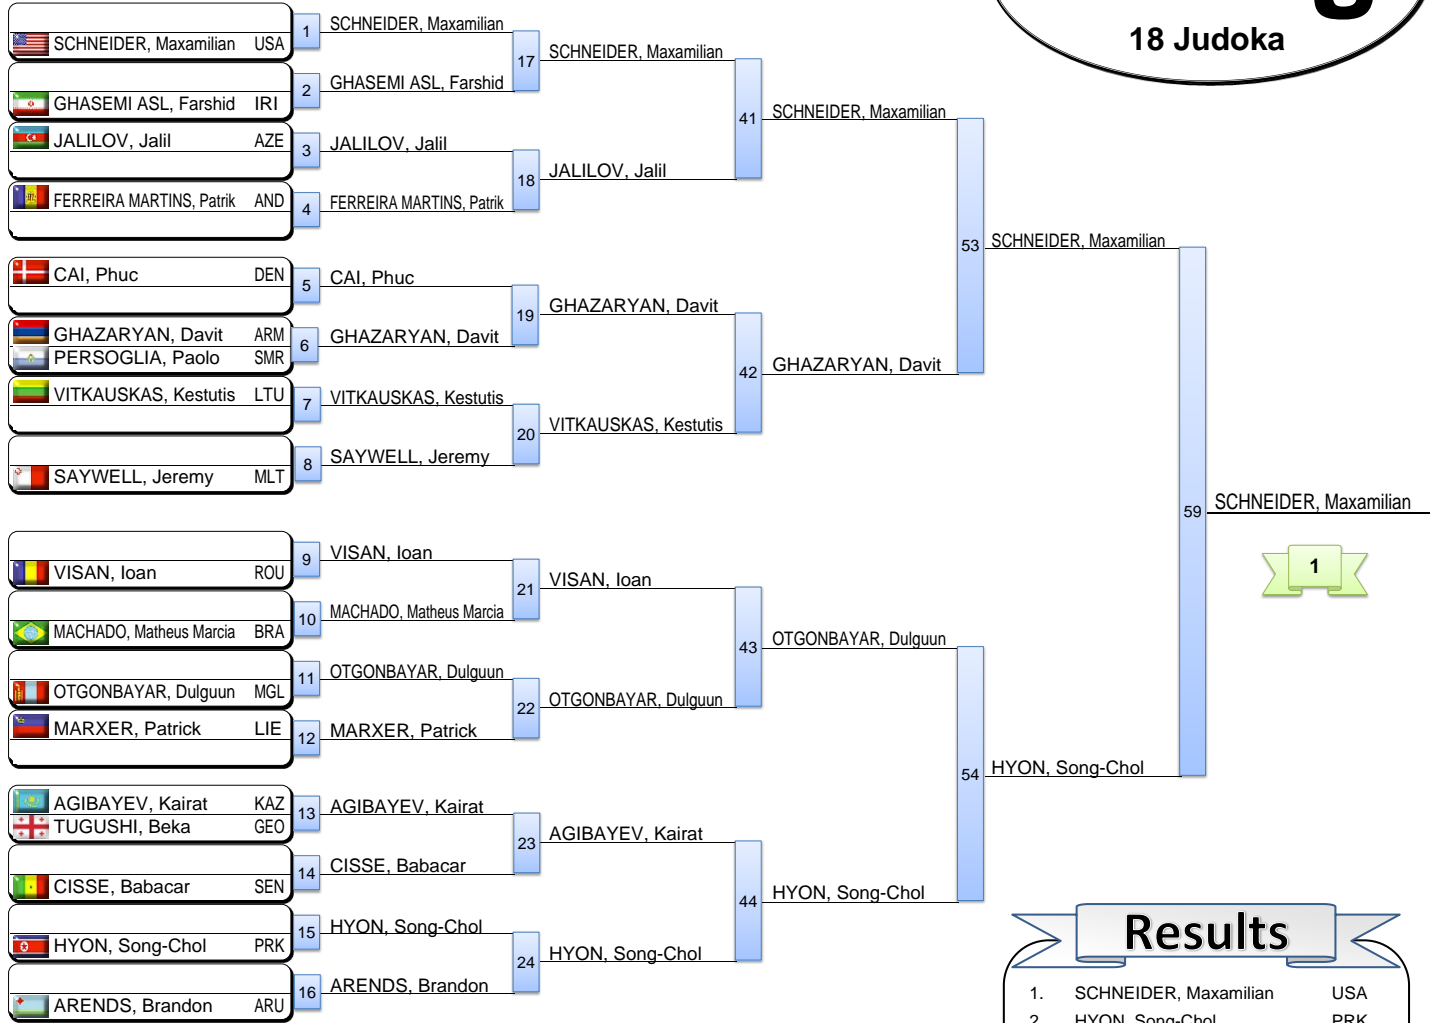 18 Judoka
SCHNEIDER, Maxamilian USA
1
SCHNEIDER, Maxamilian
GHASEMI ASL, Farshid IRI
2
GHASEMI ASL, Farshid
17
SCHNEIDER, Maxamilian
JALILOV, Jalil AZE
3
JALILOV, Jalil
FERREIRA MARTINS, Patrik AND
4
FERREIRA MARTINS, Patrik
18
JALILOV, Jalil
41
SCHNEIDER, Maxamilian
CAI, Phuc DEN
5
CAI, Phuc
GHAZARYAN, Davit ARM
PERSOGLIA, Paolo SMR
6
GHAZARYAN, Davit
19
GHAZARYAN, Davit
VITKAUSKAS, Kestutis LTU
7
VITKAUSKAS, Kestutis
SAYWELL, Jeremy MLT
8
SAYWELL, Jeremy
20
VITKAUSKAS, Kestutis
42
GHAZARYAN, Davit
53
SCHNEIDER, Maxamilian
VISAN, Ioan ROU
9
VISAN, Ioan
MACHADO, Matheus Marcia BRA
10
MACHADO, Matheus Marcia
21
VISAN, Ioan
OTGONBAYAR, Dulguun MGL
11
OTGONBAYAR, Dulguun
MARXER, Patrick LIE
12
MARXER, Patrick
22
OTGONBAYAR, Dulguun
43
OTGONBAYAR, Dulguun
AGIBAYEV, Kairat KAZ
TUGUSHI, Beka GEO
13
AGIBAYEV, Kairat
CISSE, Babacar SEN
14
CISSE, Babacar
23
AGIBAYEV, Kairat
HYON, Song-Chol PRK
15
HYON, Song-Chol
ARENDS, Brandon ARU
16
ARENDS, Brandon
24
HYON, Song-Chol
44
HYON, Song-Chol
54
HYON, Song-Chol
59
SCHNEIDER, Maxamilian
1
Results
1. SCHNEIDER, Maxamilian USA
2. HYON, Song-Chol PRK